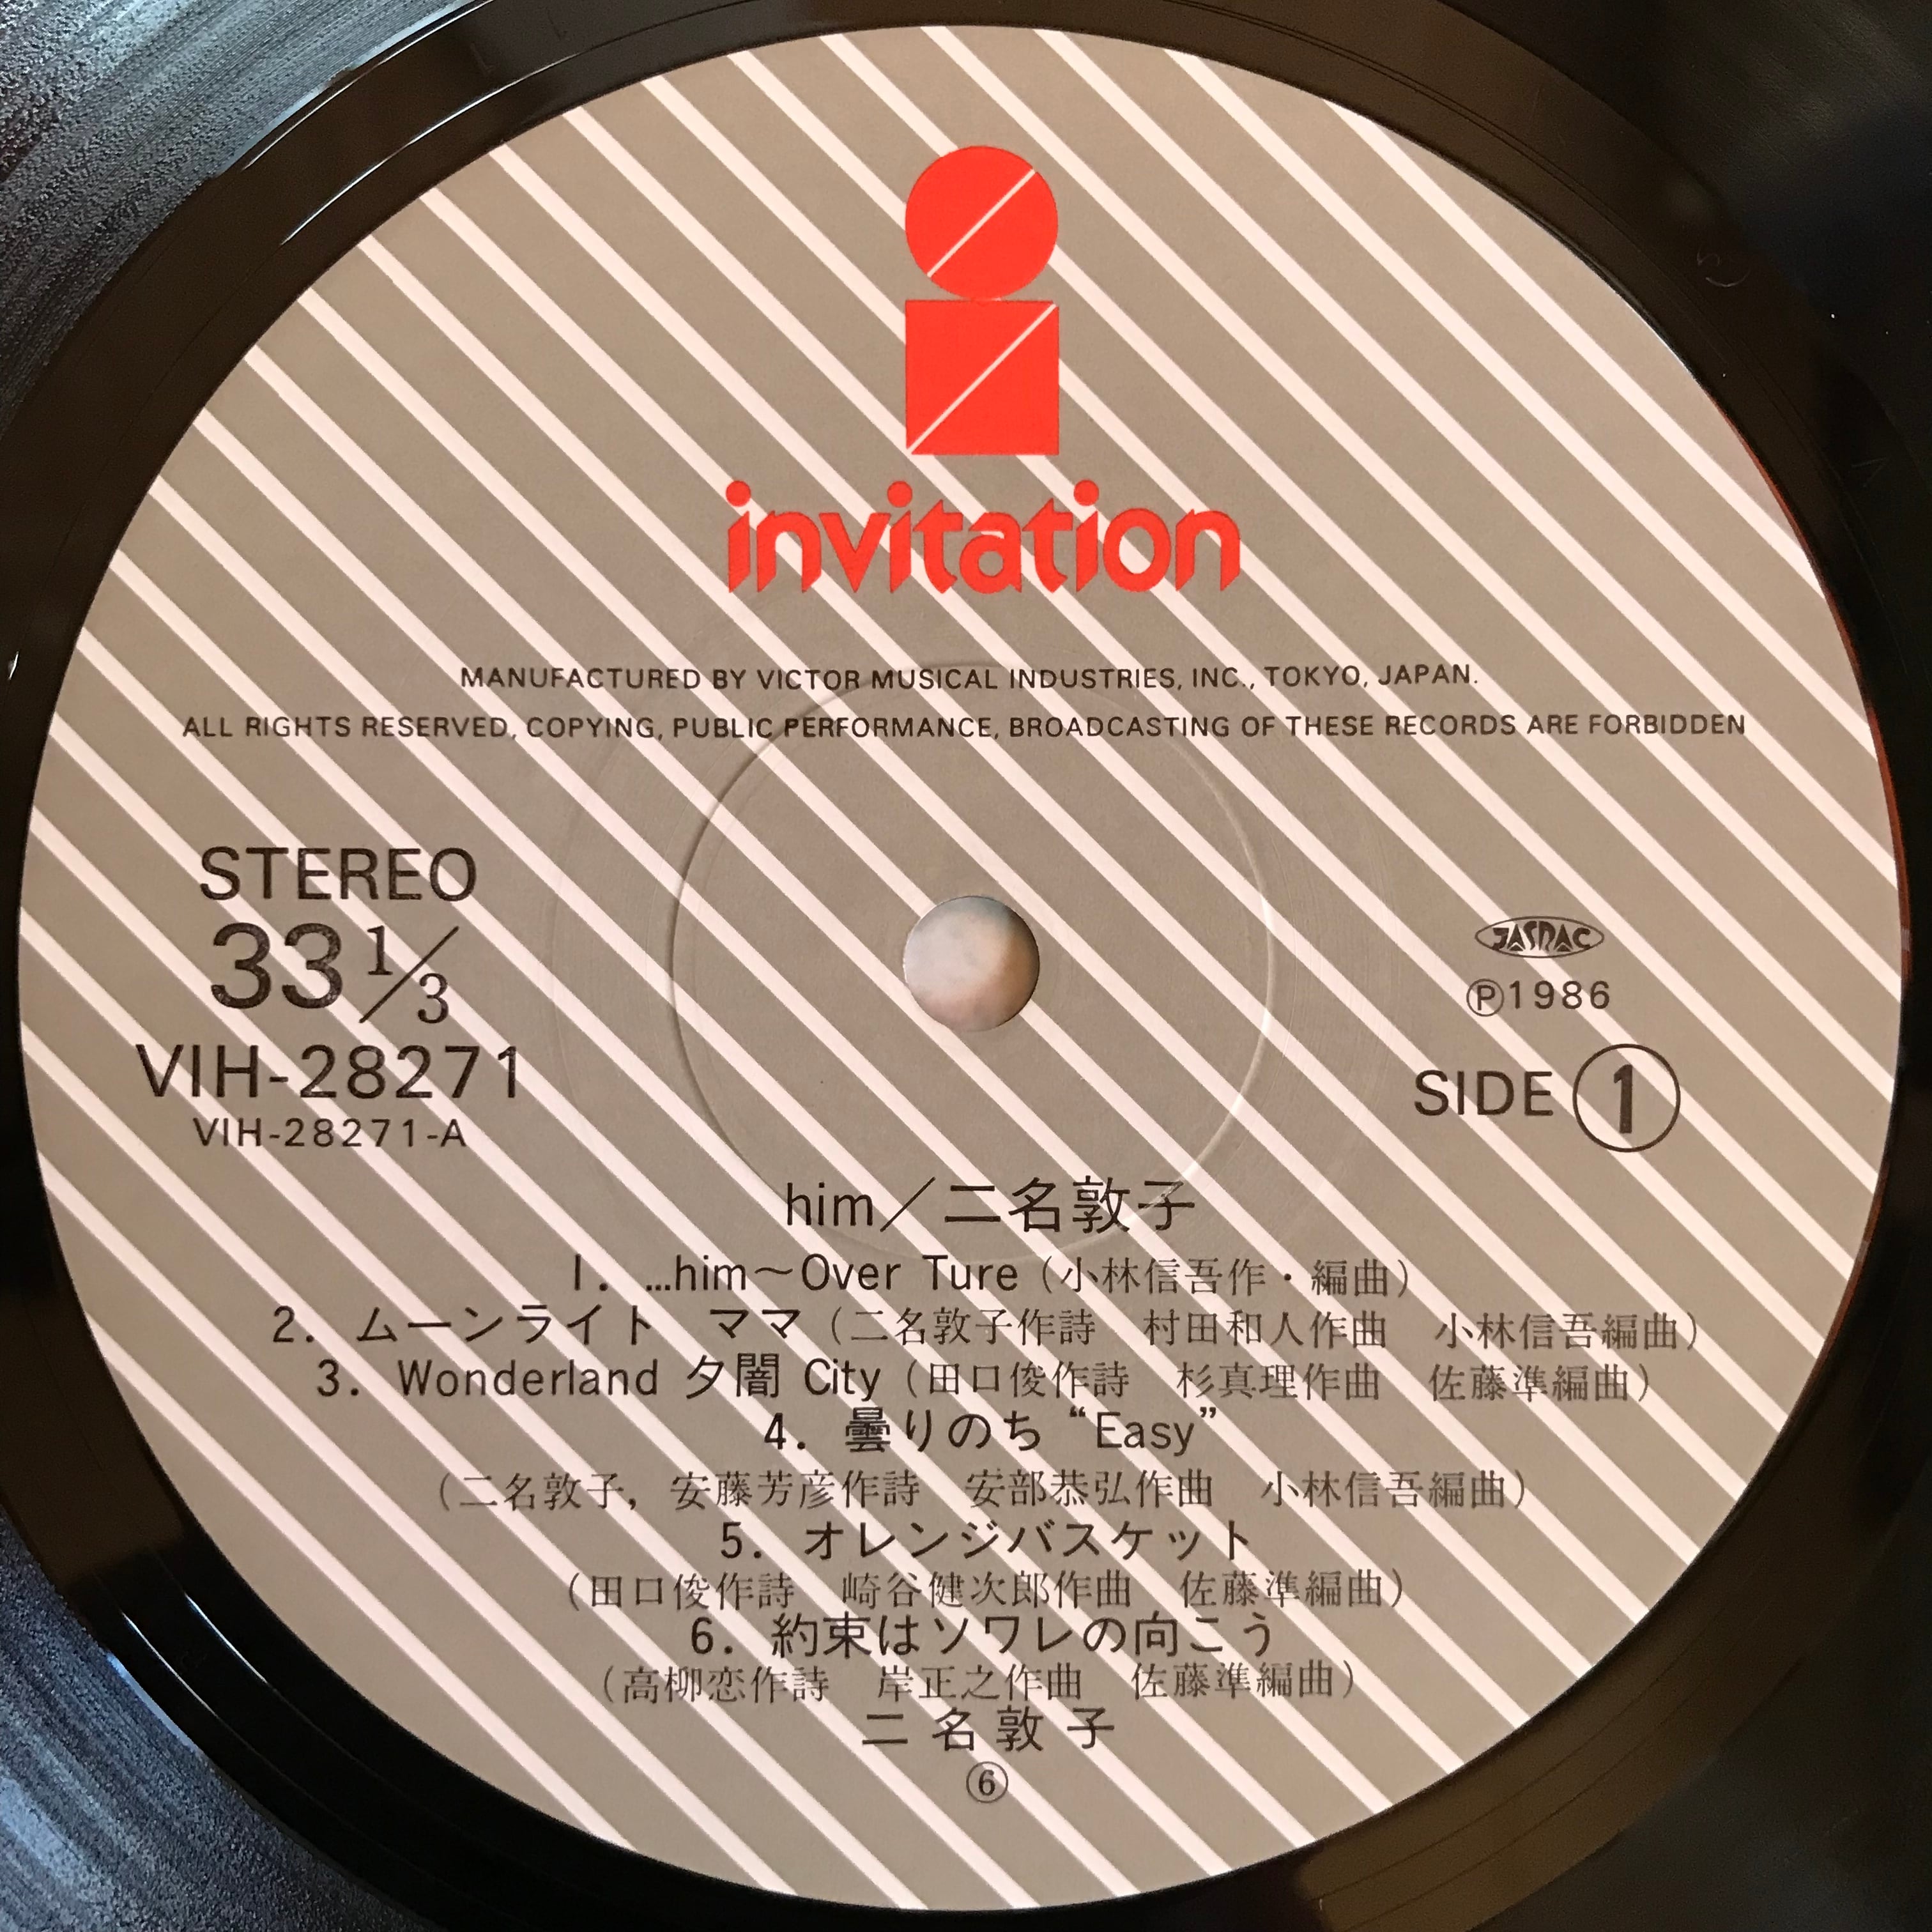 invitation
MANUFACTURED BY VICTOR MUSICAL INDUSTRIES, INC., TOKYO, JAPAN.
ALL RIGHTS RESERVED, COPYING, PUBLIC PERFORMANCE, BROADCASTING OF THESE RECORDS ARE FORBIDDEN
STEREO
33 1/3
VIH-28271
VIH-28271-A
JASRAC
Ⓟ1986
SIDE ①
him／二名敦子
1. …him〜Over Ture（小林信吾作・編曲）
2. ムーンライト　ママ（二名敦子作詩　村田和人作曲　小林信吾編曲）
3. Wonderland 夕闇 City（田口俊作詩　杉真理作曲　佐藤準編曲）
4. 曇りのち “Easy”
（二名敦子，安藤芳彦作詩　安部恭弘作曲　小林信吾編曲）
5. オレンジバスケット
（田口俊作詩　崎谷健次郎作曲　佐藤準編曲）
6. 約束はソワレの向こう
（高柳恋作詩　岸正之作曲　佐藤準編曲）
二名敦子
⑥